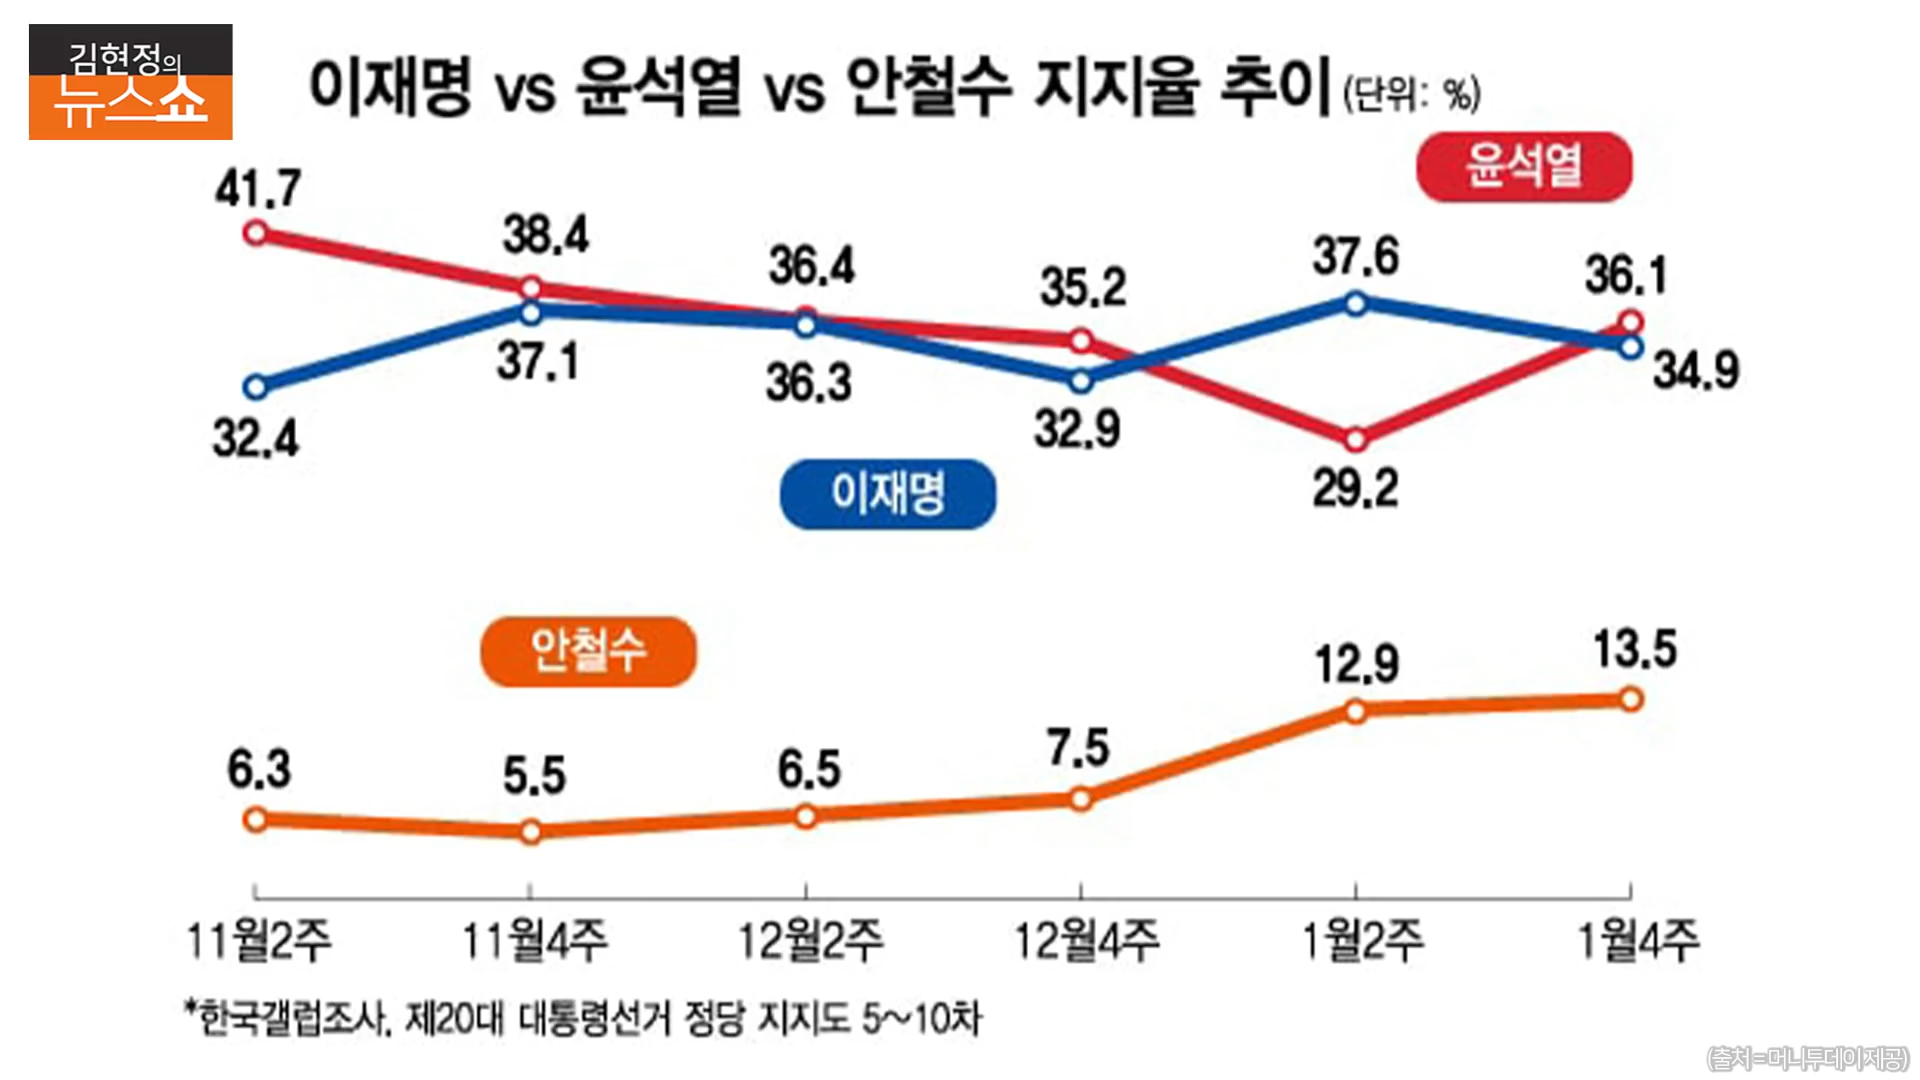 김현정의
뉴스쇼
이재명 vs 윤석열 vs 안철수 지지율 추이 (단위: %)
윤석열
41.7 38.4 36.4 35.2 37.6 36.1
32.4 37.1 36.3 32.9 29.2 34.9
이재명
안철수
6.3 5.5 6.5 7.5 12.9 13.5
11월2주 11월4주 12월2주 12월4주 1월2주 1월4주
*한국갤럽조사, 제20대 대통령선거 정당 지지도 5~10차
(출처=머니투데이제공)